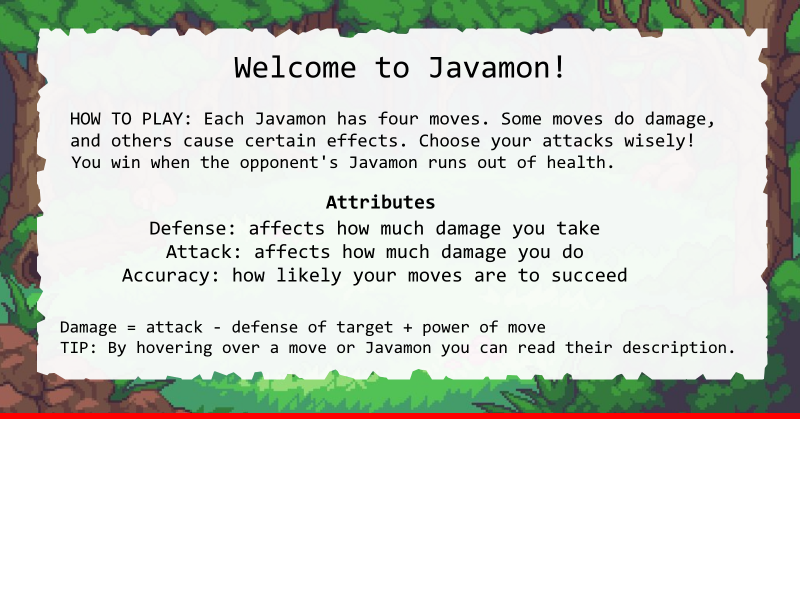 Welcome to Javamon!
HOW TO PLAY: Each Javamon has four moves. Some moves do damage,
and others cause certain effects. Choose your attacks wisely!
You win when the opponent's Javamon runs out of health.
Attributes
Defense: affects how much damage you take
Attack: affects how much damage you do
Accuracy: how likely your moves are to succeed
Damage = attack - defense of target + power of move
TIP: By hovering over a move or Javamon you can read their description.